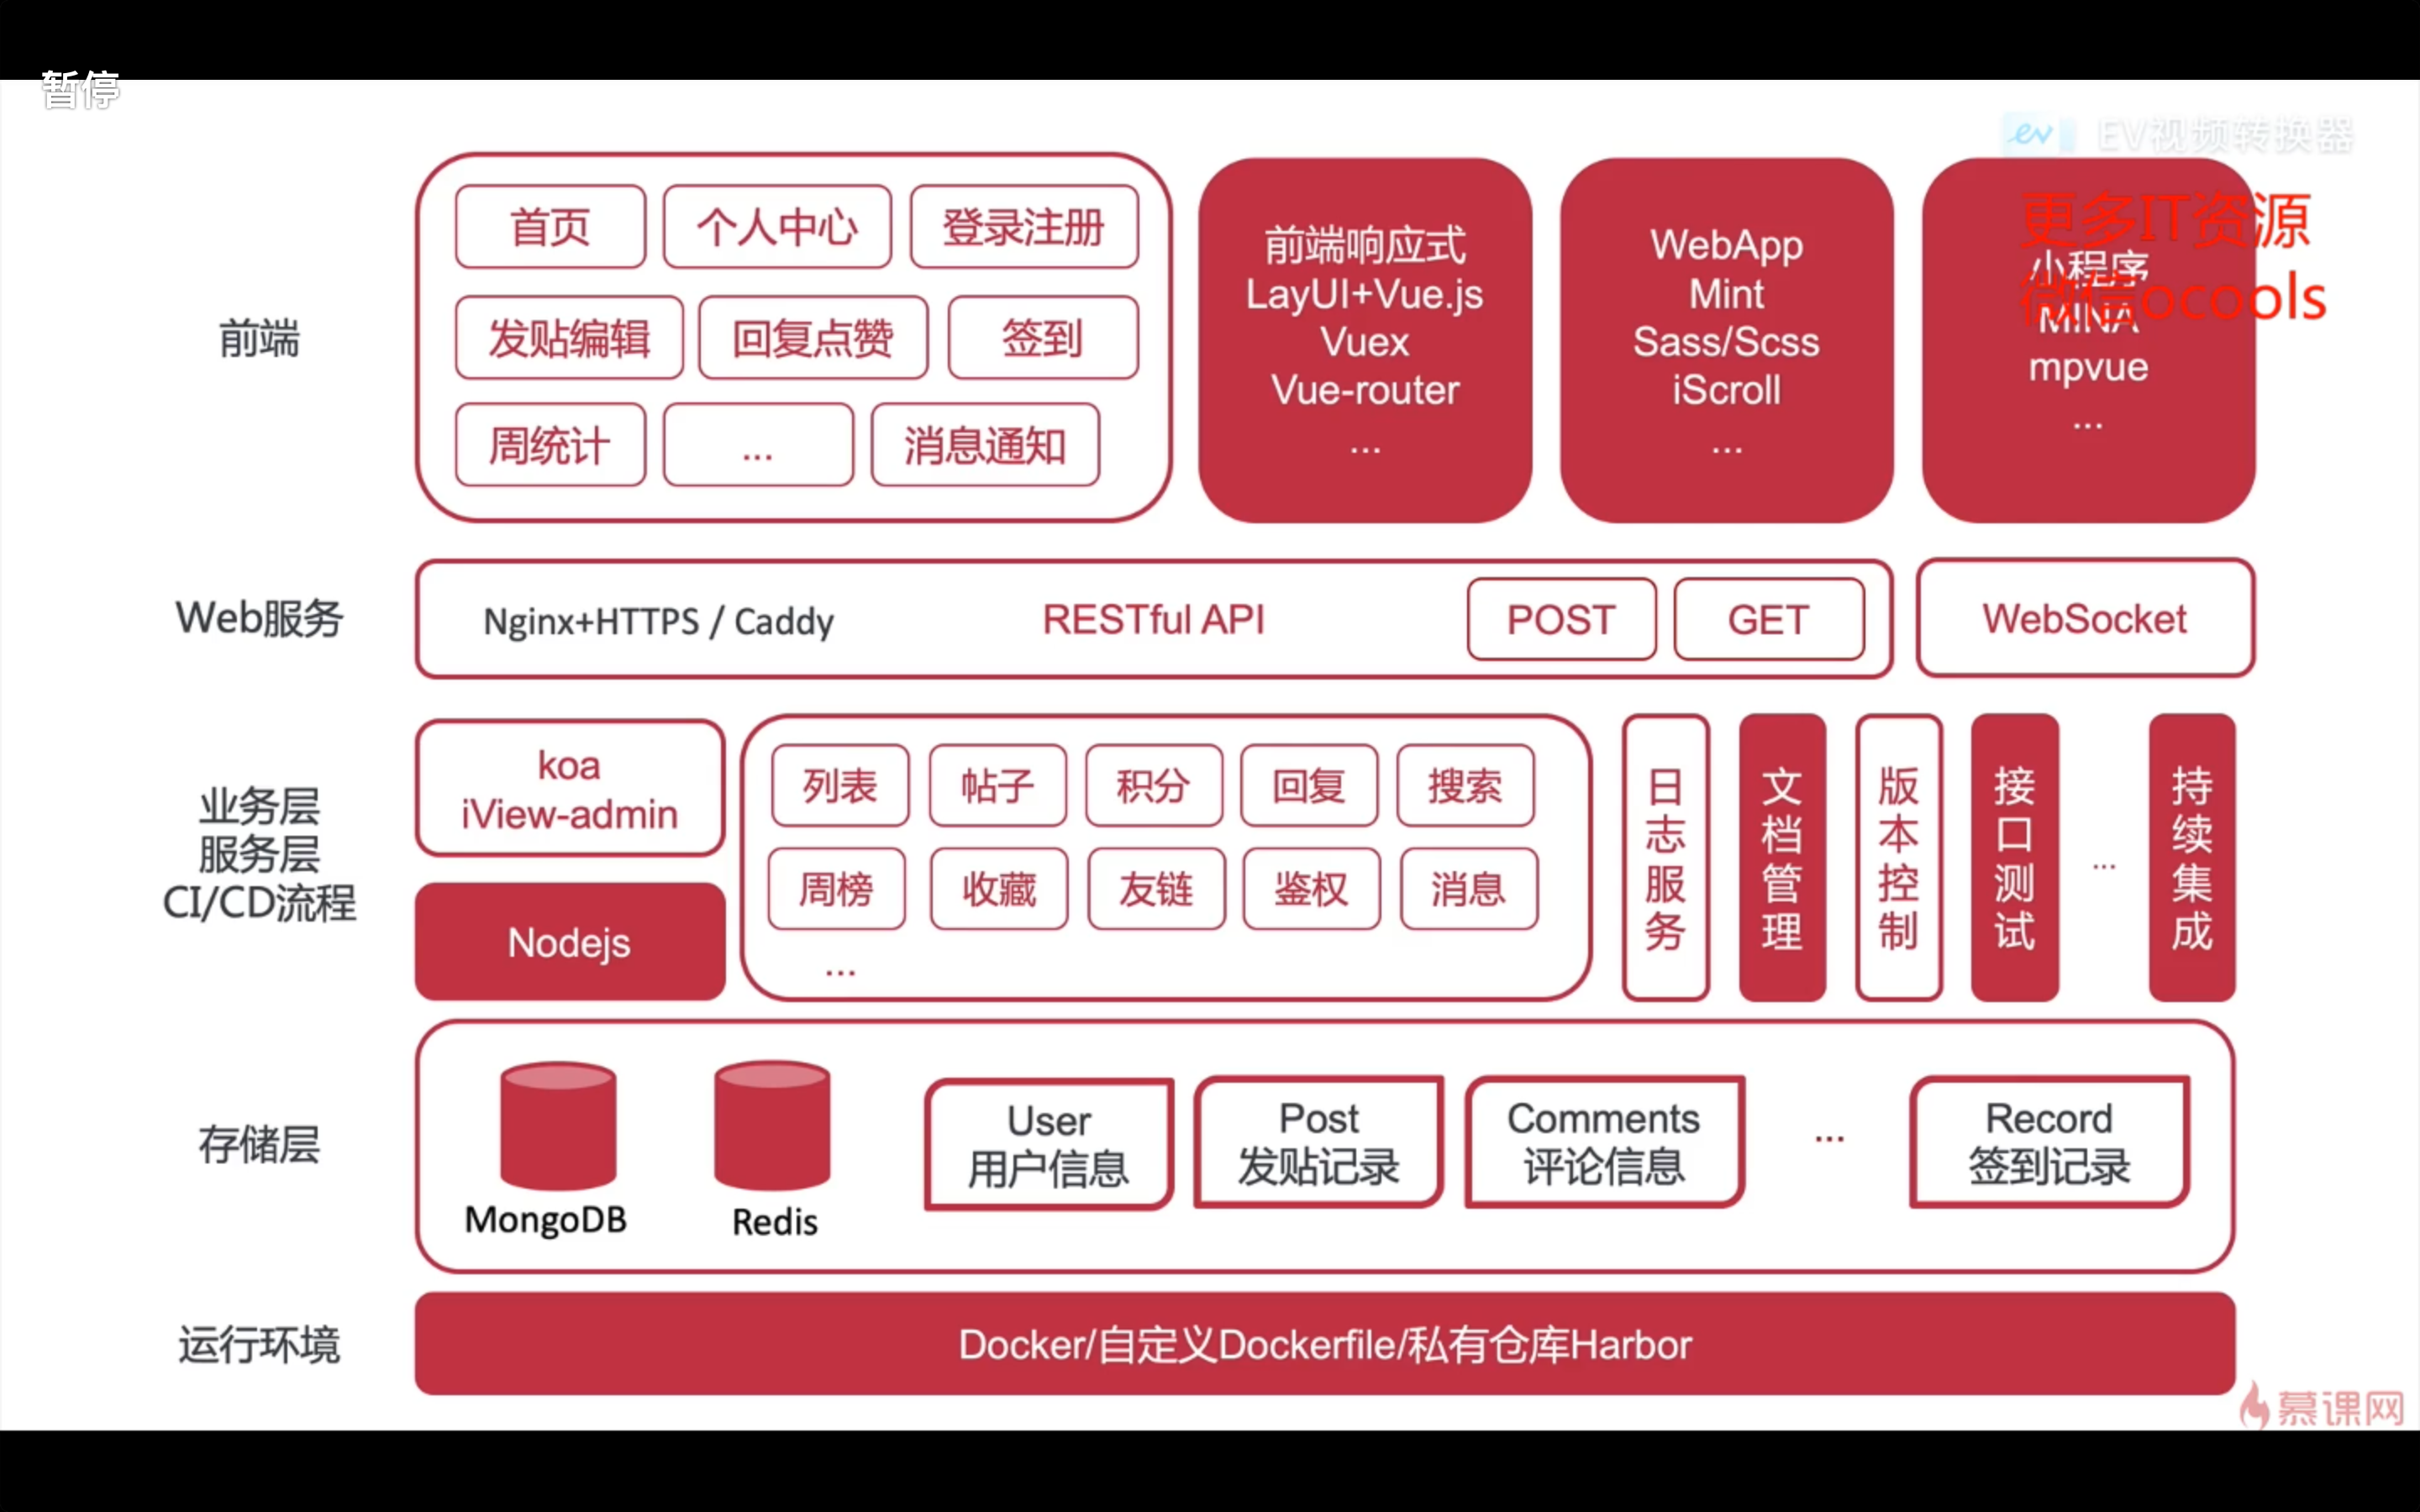 暂停
EV视频转换器
更多IT资源
微信ocools
前端
首页
个人中心
登录注册
发贴编辑
回复点赞
签到
周统计
...
消息通知
前端响应式
LayUI+Vue.js
Vuex
Vue-router
...
WebApp
Mint
Sass/Scss
iScroll
...
小程序
MINA
mpvue
...
Web服务
Nginx+HTTPS / Caddy
RESTful API
POST
GET
WebSocket
业务层
服务层
CI/CD流程
koa
iView-admin
Nodejs
列表
帖子
积分
回复
搜索
周榜
收藏
友链
鉴权
消息
...
日志服务
文档管理
版本控制
接口测试
...
持续集成
存储层
MongoDB
Redis
User
用户信息
Post
发贴记录
Comments
评论信息
...
Record
签到记录
运行环境
Docker/自定义Dockerfile/私有仓库Harbor
慕课网